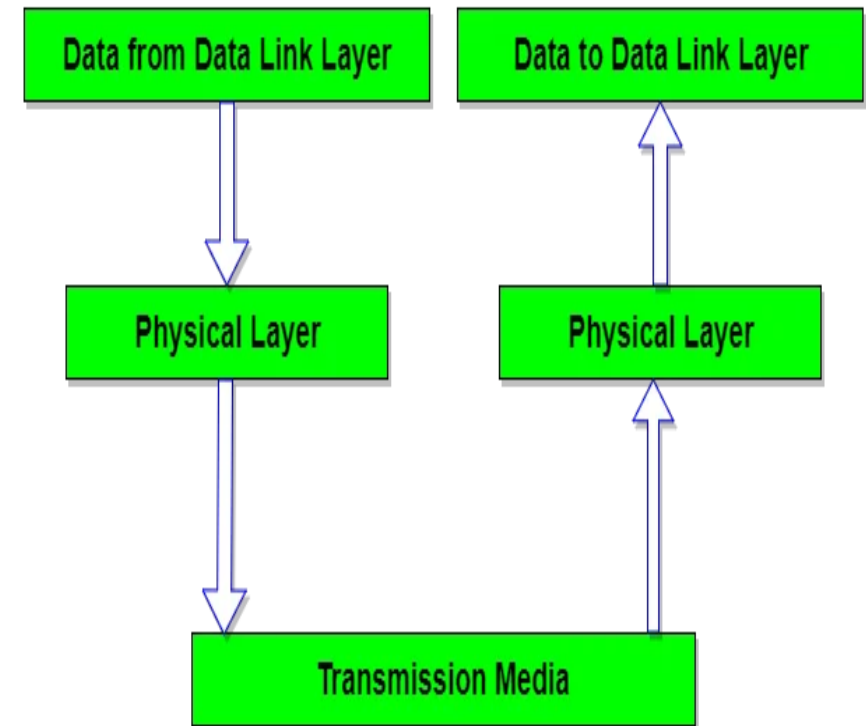 Data from Data Link Layer
Data to Data Link Layer
Physical Layer
Physical Layer
Transmission Media